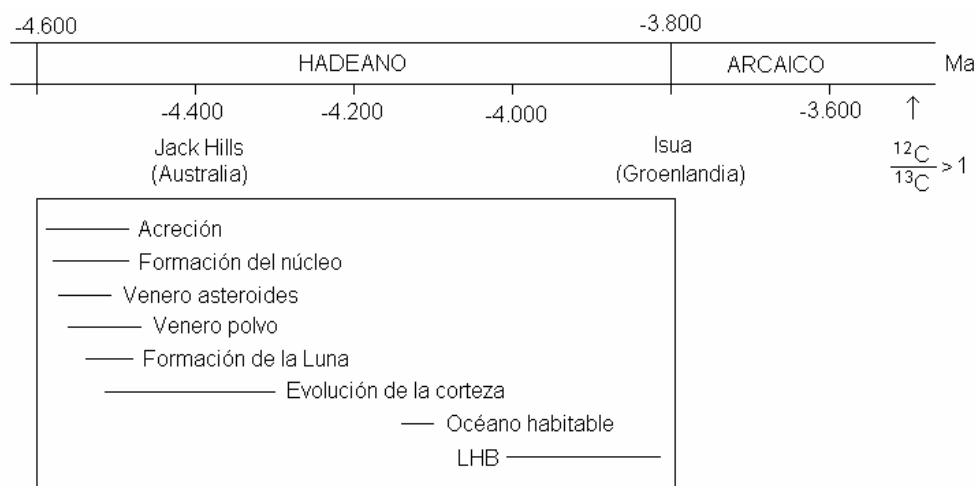 -4.600 -3.800
HADEANO ARCAICO Ma
-4.400 -4.200 -4.000 -3.600 ↑
Jack Hills
(Australia)
Isua
(Groenlandia)
12C
13C
>1
Acreción
Formación del núcleo
Venero asteroides
Venero polvo
Formación de la Luna
Evolución de la corteza
Océano habitable
LHB